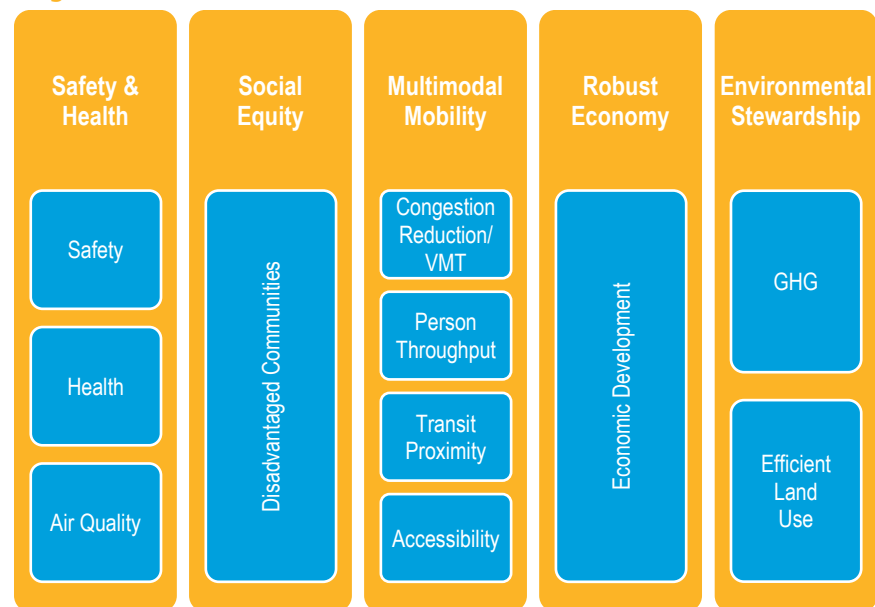 Safety &
Health
Safety
Health
Air Quality
Social
Equity
Disadvantaged Communities
Multimodal
Mobility
Congestion
Reduction/
VMT
Person
Throughput
Transit
Proximity
Accessibility
Robust
Economy
Economic Development
Environmental
Stewardship
GHG
Efficient
Land
Use